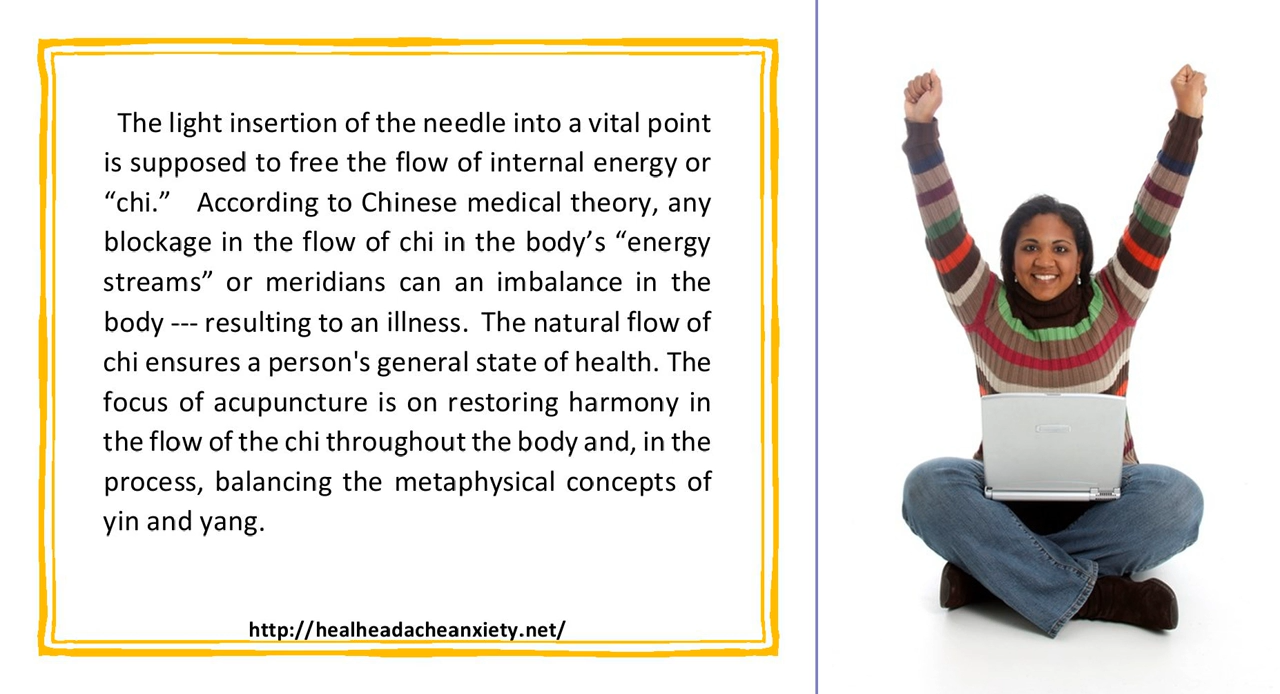 The light insertion of the needle into a vital point
is supposed to free the flow of internal energy or
“chi.”   According to Chinese medical theory, any
blockage in the flow of chi in the body’s “energy
streams” or meridians can an imbalance in the
body --- resulting to an illness.  The natural flow of
chi ensures a person's general state of health. The
focus of acupuncture is on restoring harmony in
the flow of the chi throughout the body and, in the
process, balancing the metaphysical concepts of
yin and yang.
http://healheadacheanxiety.net/